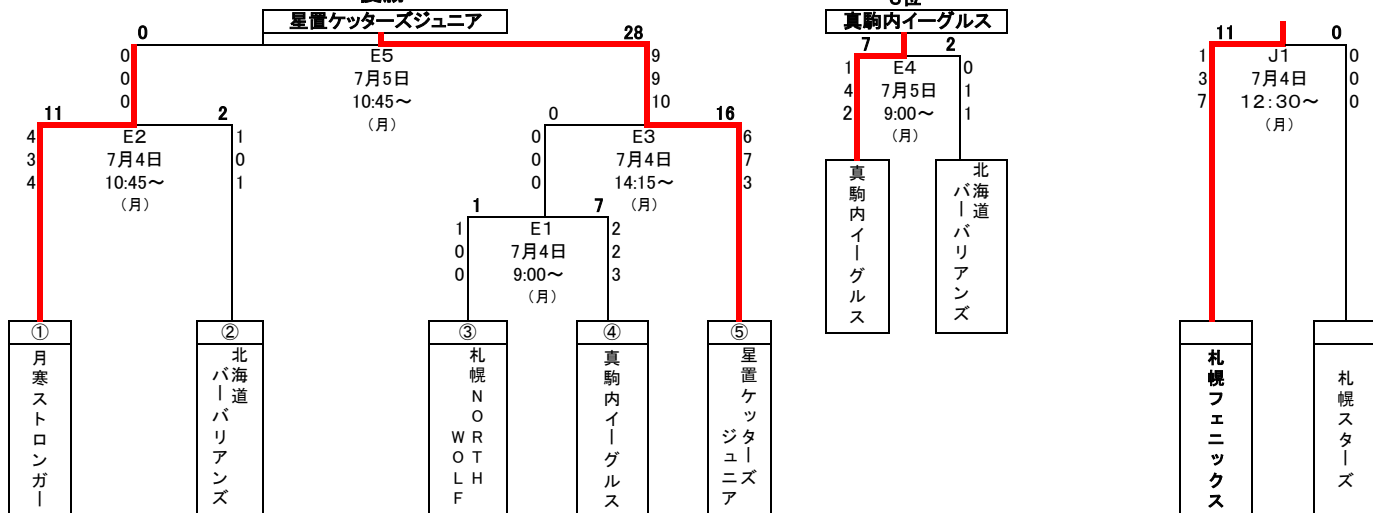 星置ケッターズジュニア
0
28
E5
7月5日
10:45～
（月）
0
0
0
9
9
10
11
2
E2
7月4日
10:45～
（月）
4
3
4
1
0
1
0
16
E3
7月4日
14:15～
（月）
0
0
0
6
7
3
1
7
E1
7月4日
9:00～
（月）
1
0
0
2
2
3
①
月寒ストロンガー
②
北海道
バーバリアンズ
③
札幌NORTH
WOLF
④
真駒内イーグルス
⑤
星置ケッターズ
ジュニア
真駒内イーグルス
7
2
E4
7月5日
9:00～
（月）
1
4
2
0
1
1
真駒内イーグルス
北海道
バーバリアンズ
11
0
J1
7月4日
12：30～
（月）
1
3
7
0
0
0
札幌フェニックス
札幌スターズ